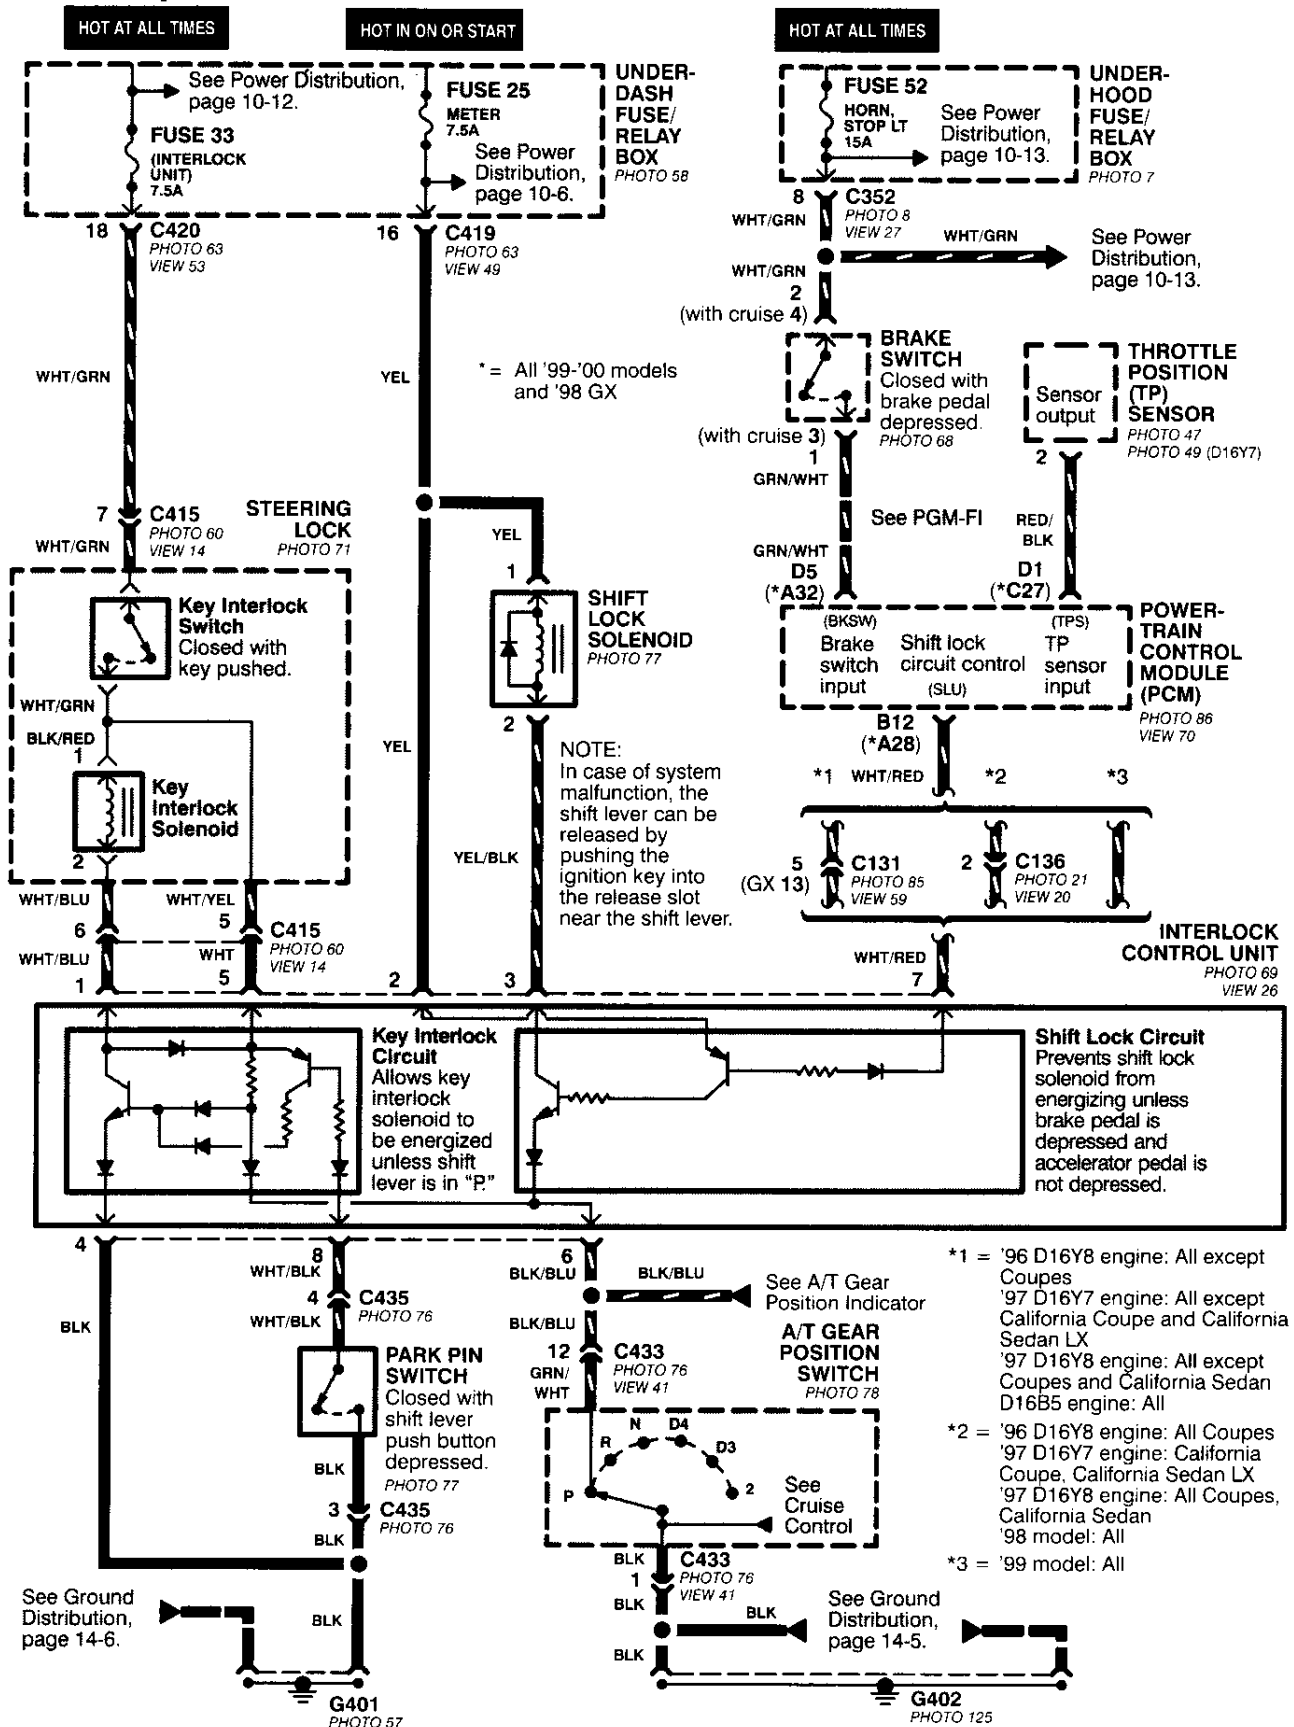 HOT AT ALL TIMES
HOT IN ON OR START
HOT AT ALL TIMES
See Power Distribution,
page 10-12.
FUSE 33
(INTERLOCK
UNIT)
7.5A
FUSE 25
METER
7.5A
See Power
Distribution,
page 10-6.
UNDER-
DASH
FUSE/
RELAY
BOX
PHOTO 58
FUSE 52
HORN,
STOP LT
15A
See Power
Distribution,
page 10-13.
UNDER-
HOOD
FUSE/
RELAY
BOX
PHOTO 7
18
C420
PHOTO 63
VIEW 53
16
C419
PHOTO 63
VIEW 49
8
C352
PHOTO 8
VIEW 27
WHT/GRN
WHT/GRN
See Power
Distribution,
page 10-13.
WHT/GRN
2
(with cruise 4)
WHT/GRN
YEL
* = All '99-'00 models
and '98 GX
BRAKE
SWITCH
Closed with
brake pedal
depressed.
PHOTO 68
Sensor
output
THROTTLE
POSITION
(TP)
SENSOR
PHOTO 47
PHOTO 49 (D16Y7)
(with cruise 3)
1
GRN/WHT
2
7
C415
PHOTO 60
VIEW 14
WHT/GRN
STEERING
LOCK
PHOTO 71
YEL
See PGM-FI
RED/
BLK
GRN/WHT
D5
(*A32)
D1
(*C27)
Key Interlock
Switch
Closed with
key pushed.
1
SHIFT
LOCK
SOLENOID
PHOTO 77
2
(BKSW)
Brake
switch
input
Shift lock
circuit control
(SLU)
(TPS)
TP
sensor
input
POWER-
TRAIN
CONTROL
MODULE
(PCM)
PHOTO 86
VIEW 70
WHT/GRN
BLK/RED
1
Key
Interlock
Solenoid
2
YEL
NOTE:
In case of system
malfunction, the
shift lever can be
released by
pushing the
ignition key into
the release slot
near the shift lever.
YEL/BLK
B12
(*A28)
*1
WHT/RED
*2
*3
5
(GX 13)
C131
PHOTO 85
VIEW 59
2
C136
PHOTO 21
VIEW 20
WHT/BLU
WHT/YEL
6
5
C415
PHOTO 60
VIEW 14
WHT/BLU
WHT
1
5
2
3
WHT/RED
7
INTERLOCK
CONTROL UNIT
PHOTO 69
VIEW 26
Key Interlock
Circuit
Allows key
interlock
solenoid to
be energized
unless shift
lever is in "P."
Shift Lock Circuit
Prevents shift lock
solenoid from
energizing unless
brake pedal is
depressed and
accelerator pedal is
not depressed.
4
8
6
WHT/BLK
BLK/BLU
BLK/BLU
See A/T Gear
Position Indicator
4
C435
PHOTO 76
BLK
WHT/BLK
BLK/BLU
12
C433
PHOTO 76
VIEW 41
GRN/
WHT
A/T GEAR
POSITION
SWITCH
PHOTO 78
PARK PIN
SWITCH
Closed with
shift lever
push button
depressed.
PHOTO 77
P
R
N
D4
D3
2
See
Cruise
Control
BLK
3
C435
PHOTO 76
BLK
BLK
1
C433
PHOTO 76
VIEW 41
BLK
BLK
BLK
See Ground
Distribution,
page 14-6.
BLK
See Ground
Distribution,
page 14-5.
G401
PHOTO 57
G402
PHOTO 125
*1 = '96 D16Y8 engine: All except
Coupes
'97 D16Y7 engine: All except
California Coupe and California
Sedan LX
'97 D16Y8 engine: All except
Coupes and California Sedan
D16B5 engine: All
*2 = '96 D16Y8 engine: All Coupes
'97 D16Y7 engine: California
Coupe, California Sedan LX
'97 D16Y8 engine: All Coupes,
California Sedan
'98 model: All
*3 = '99 model: All